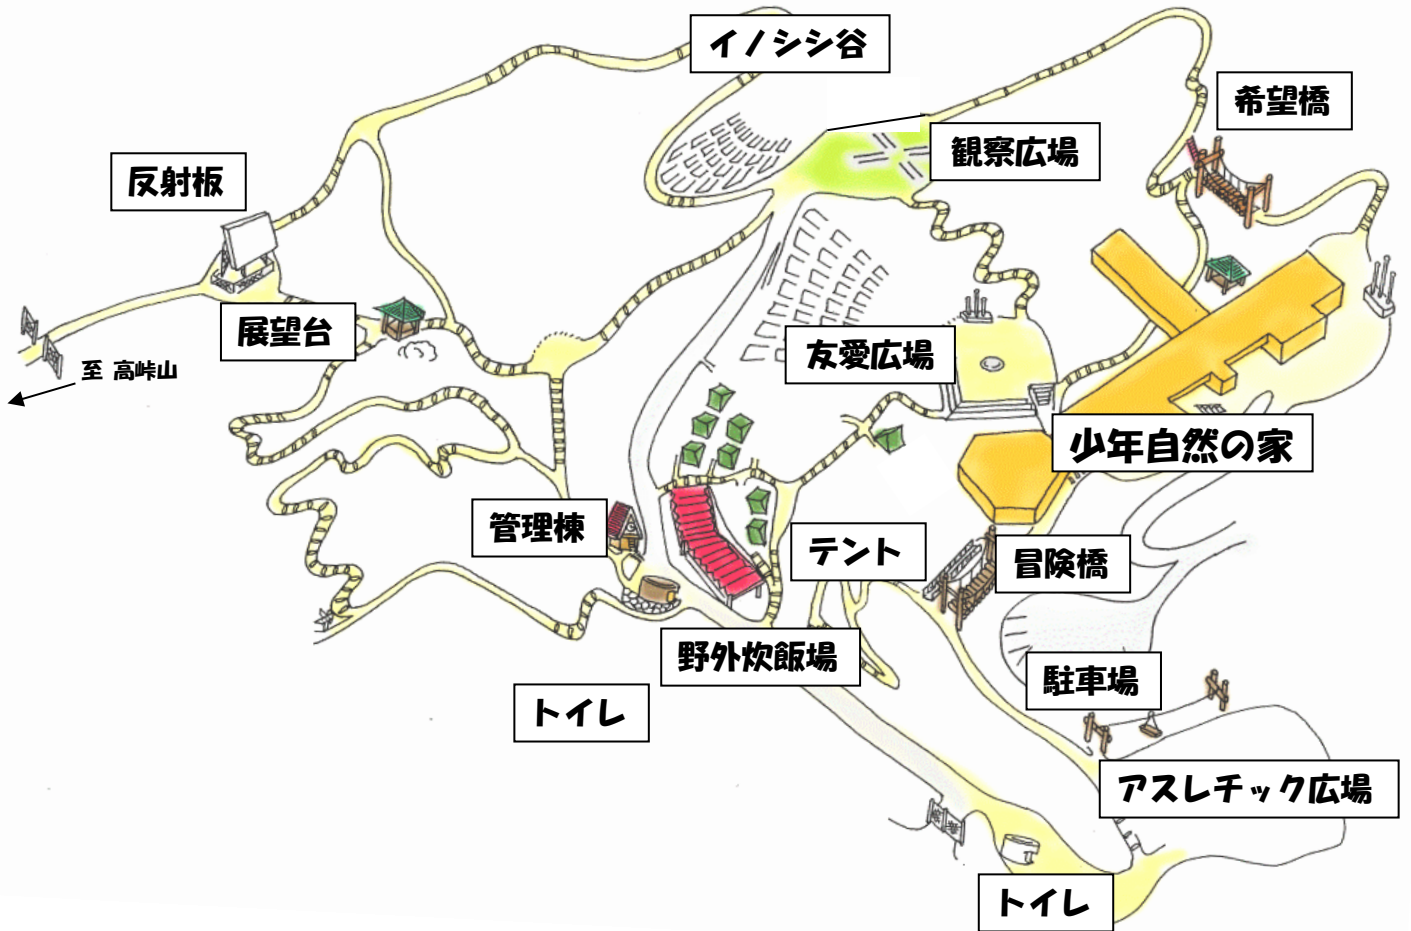 イノシシ谷
希望橋
観察広場
反射板
展望台
至 高峠山
友愛広場
少年自然の家
管理棟
テント
冒険橋
野外炊飯場
駐車場
トイレ
アスレチック広場
トイレ